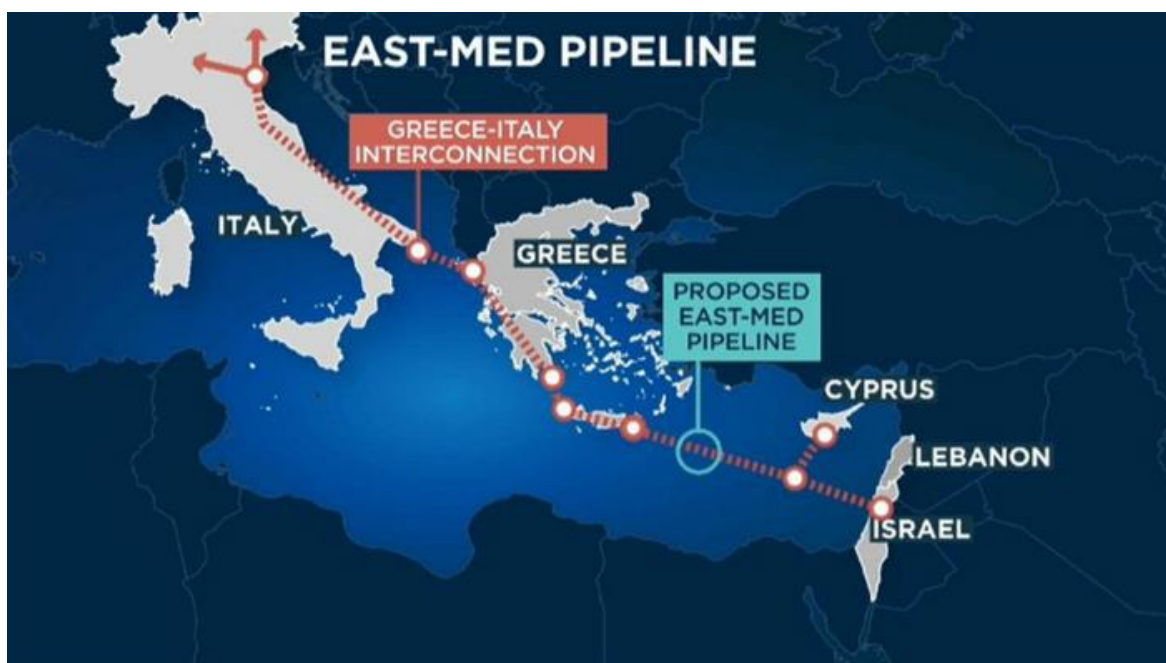 EAST-MED PIPELINE
GREECE-ITALY
INTERCONNECTION
ITALY
GREECE
PROPOSED
EAST-MED
PIPELINE
CYPRUS
LEBANON
ISRAEL